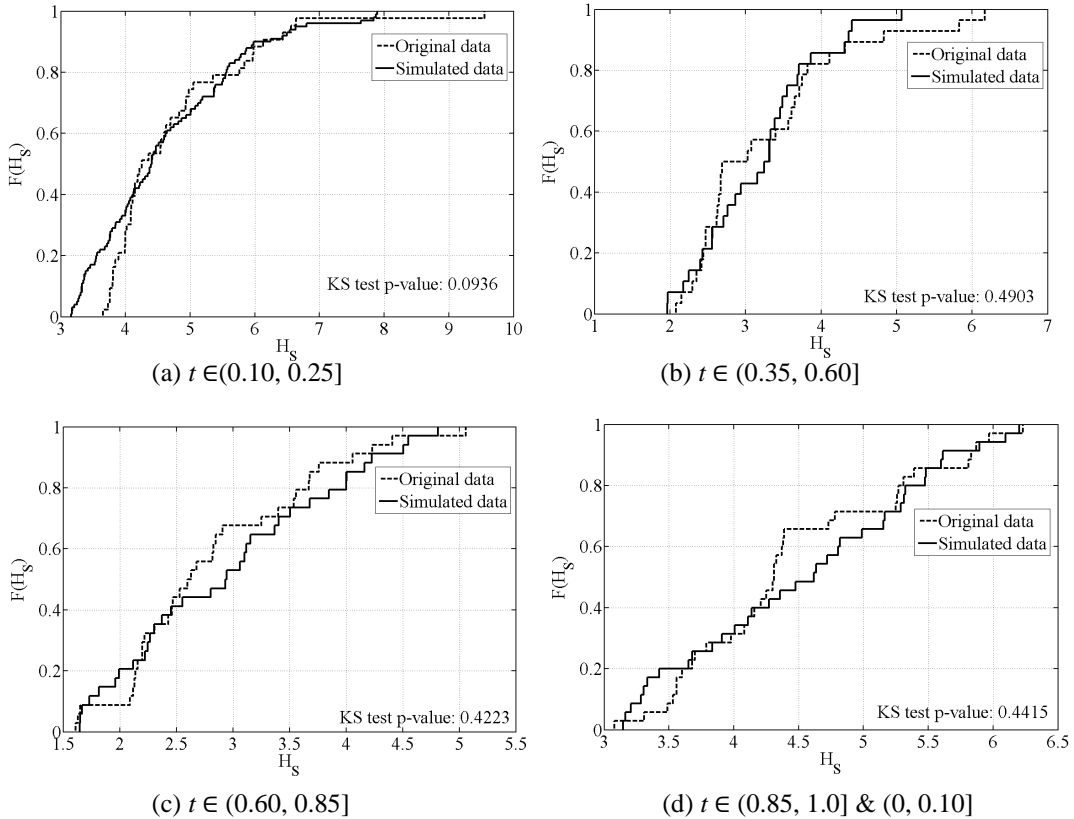 1
0.8
0.6
0.4
0.2
0
F(H_S)
Original data
Simulated data
KS test p-value: 0.0936
3 4 5 6 7 8 9 10
H_S
(a) t ∈(0.10, 0.25]
1
0.8
0.6
0.4
0.2
0
F(H_S)
Original data
Simulated data
KS test p-value: 0.4903
1 2 3 4 5 6 7
H_S
(b) t ∈ (0.35, 0.60]
1
0.8
0.6
0.4
0.2
0
F(H_S)
Original data
Simulated data
KS test p-value: 0.4223
1.5 2 2.5 3 3.5 4 4.5 5 5.5
H_S
(c) t ∈ (0.60, 0.85]
1
0.8
0.6
0.4
0.2
0
F(H_S)
Original data
Simulated data
KS test p-value: 0.4415
3 3.5 4 4.5 5 5.5 6 6.5
H_S
(d) t ∈ (0.85, 1.0] & (0, 0.10]